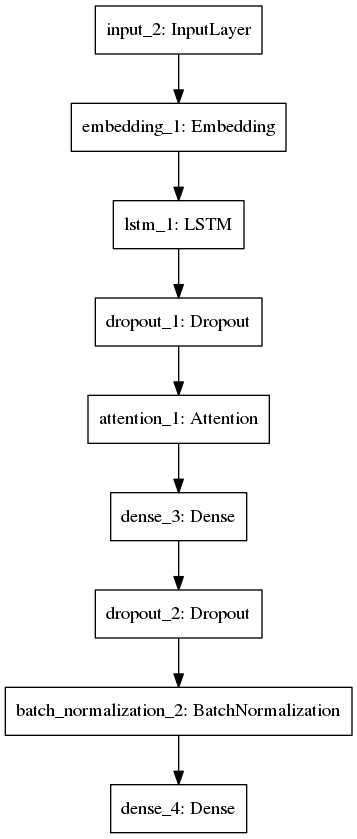 input_2: InputLayer
embedding_1: Embedding
lstm_1: LSTM
dropout_1: Dropout
attention_1: Attention
dense_3: Dense
dropout_2: Dropout
batch_normalization_2: BatchNormalization
dense_4: Dense